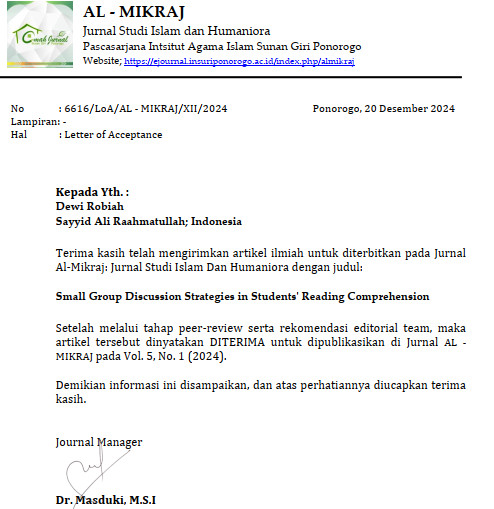 AL - MIKRAJ
Jurnal Studi Islam dan Humaniora
Pascasarjana Intsitut Agama Islam Sunan Giri Ponorogo
Website; https://ejournal.insuriponorogo.ac.id/index.php/almikraj
No : 6616/LoA/AL - MIKRAJ/XII/2024 Ponorogo, 20 Desember 2024
Lampiran: -
Hal : Letter of Acceptance
Kepada Yth. :
Dewi Robiah
Sayyid Ali Raahmatullah; Indonesia
Terima kasih telah mengirimkan artikel ilmiah untuk diterbitkan pada Jurnal
Al-Mikraj: Jurnal Studi Islam Dan Humaniora dengan judul:
Small Group Discussion Strategies in Students' Reading Comprehension
Setelah melalui tahap peer-review serta rekomendasi editorial team, maka
artikel tersebut dinyatakan DITERIMA untuk dipublikasikan di Jurnal AL -
MIKRAJ pada Vol. 5, No. 1 (2024).
Demikian informasi ini disampaikan, dan atas perhatiannya diucapkan terima
kasih.
Journal Manager
Dr. Masduki, M.S.I